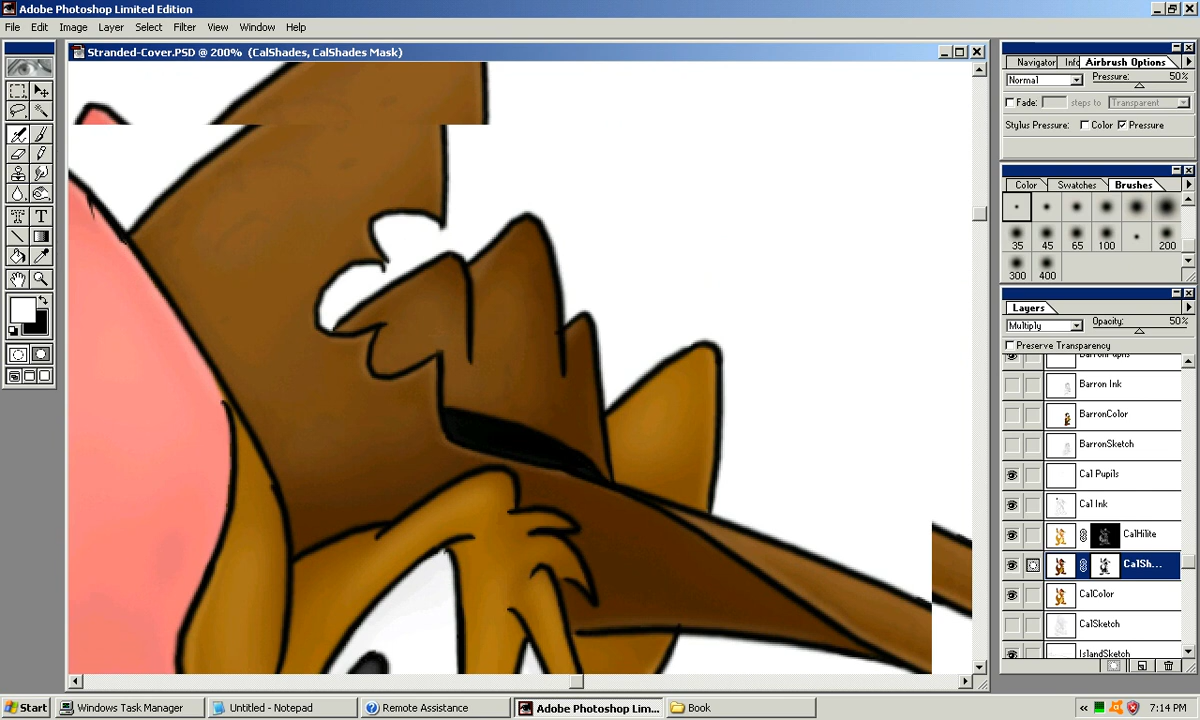 Adobe Photoshop Limited Edition
File Edit Image Layer Select Filter View Window Help
Stranded-Cover.PSD @ 200% (CalShades, CalShades Mask)
Navigator Info Airbrush Options
Normal Pressure: 50%
Fade: steps to Transparent
Stylus Pressure: Color Pressure
Color Swatches Brushes
35 45 65 100 200
300 400
Layers
Multiply Opacity: 50%
Preserve Transparency
BarronPupils
Barron Ink
BarronColor
BarronSketch
Cal Pupils
Cal Ink
CalHilite
CalSh...
CalColor
CalSketch
IslandSketch
Start Windows Task Manager Untitled - Notepad Remote Assistance Adobe Photoshop Lim... Book 7:14 PM